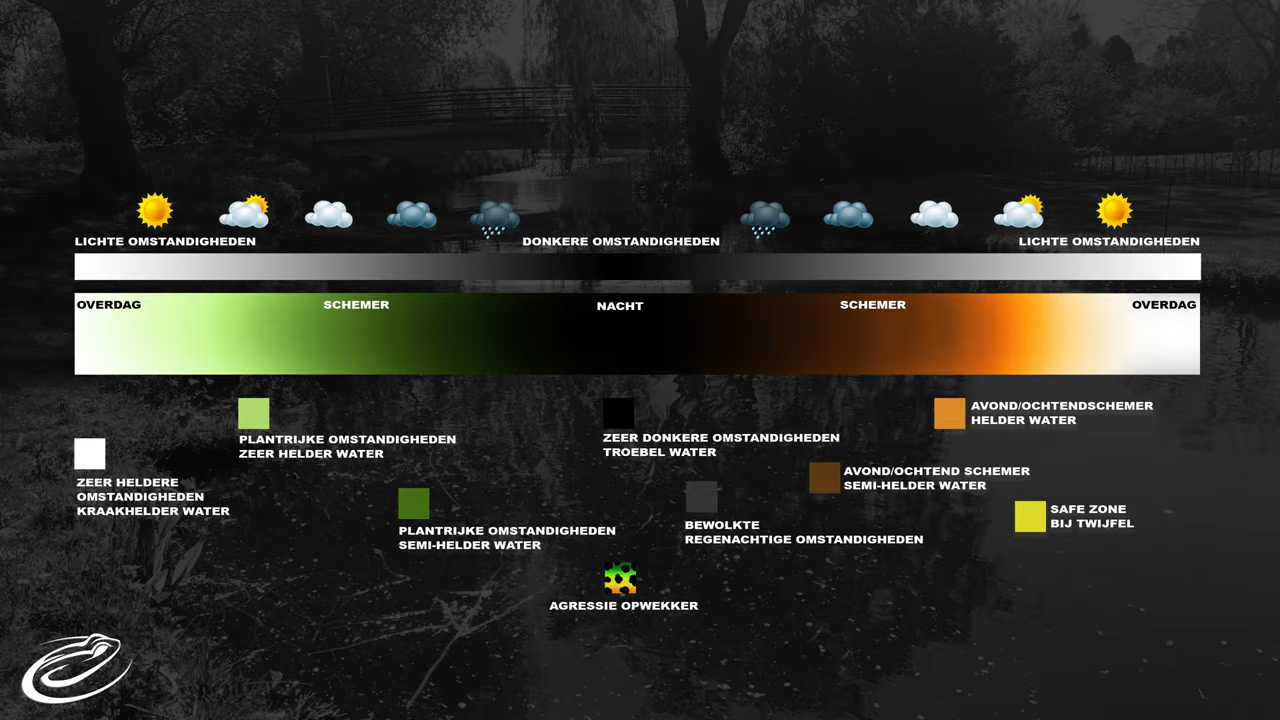 LICHTE OMSTANDIGHEDEN
DONKERE OMSTANDIGHEDEN
LICHTE OMSTANDIGHEDEN
OVERDAG
SCHEMER
NACHT
SCHEMER
OVERDAG
ZEER HELDERE
OMSTANDIGHEDEN
KRAAKHELDER WATER
PLANTRIJKE OMSTANDIGHEDEN
ZEER HELDER WATER
PLANTRIJKE OMSTANDIGHEDEN
SEMI-HELDER WATER
ZEER DONKERE OMSTANDIGHEDEN
TROEBEL WATER
BEWOLKTE
REGENACHTIGE OMSTANDIGHEDEN
AVOND/OCHTEND SCHEMER
SEMI-HELDER WATER
AVOND/OCHTENDSCHEMER
HELDER WATER
SAFE ZONE
BIJ TWIJFEL
AGRESSIE OPWEKKER